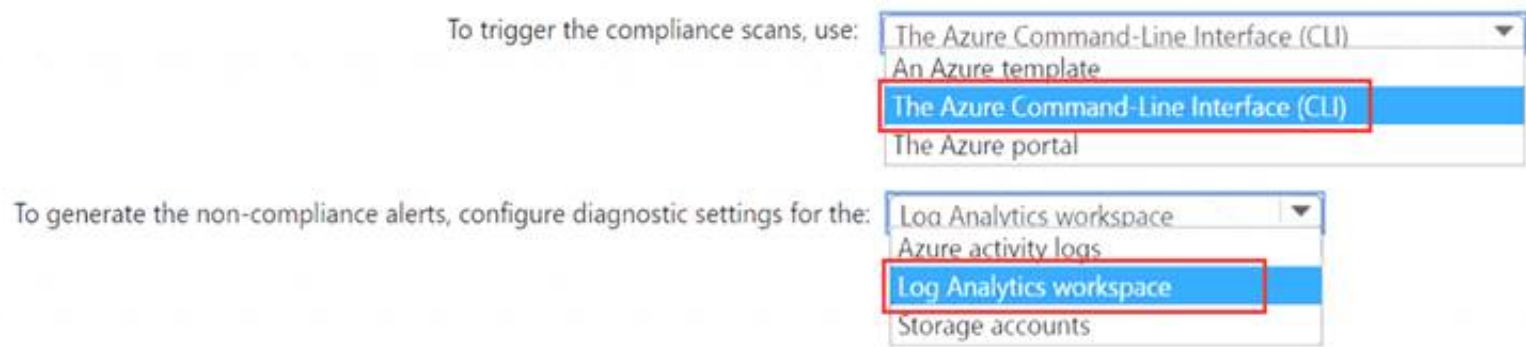 To trigger the compliance scans, use:
The Azure Command-Line Interface (CLI)
An Azure template
The Azure Command-Line Interface (CLI)
The Azure portal
To generate the non-compliance alerts, configure diagnostic settings for the:
Log Analytics workspace
Azure activity logs
Log Analytics workspace
Storage accounts